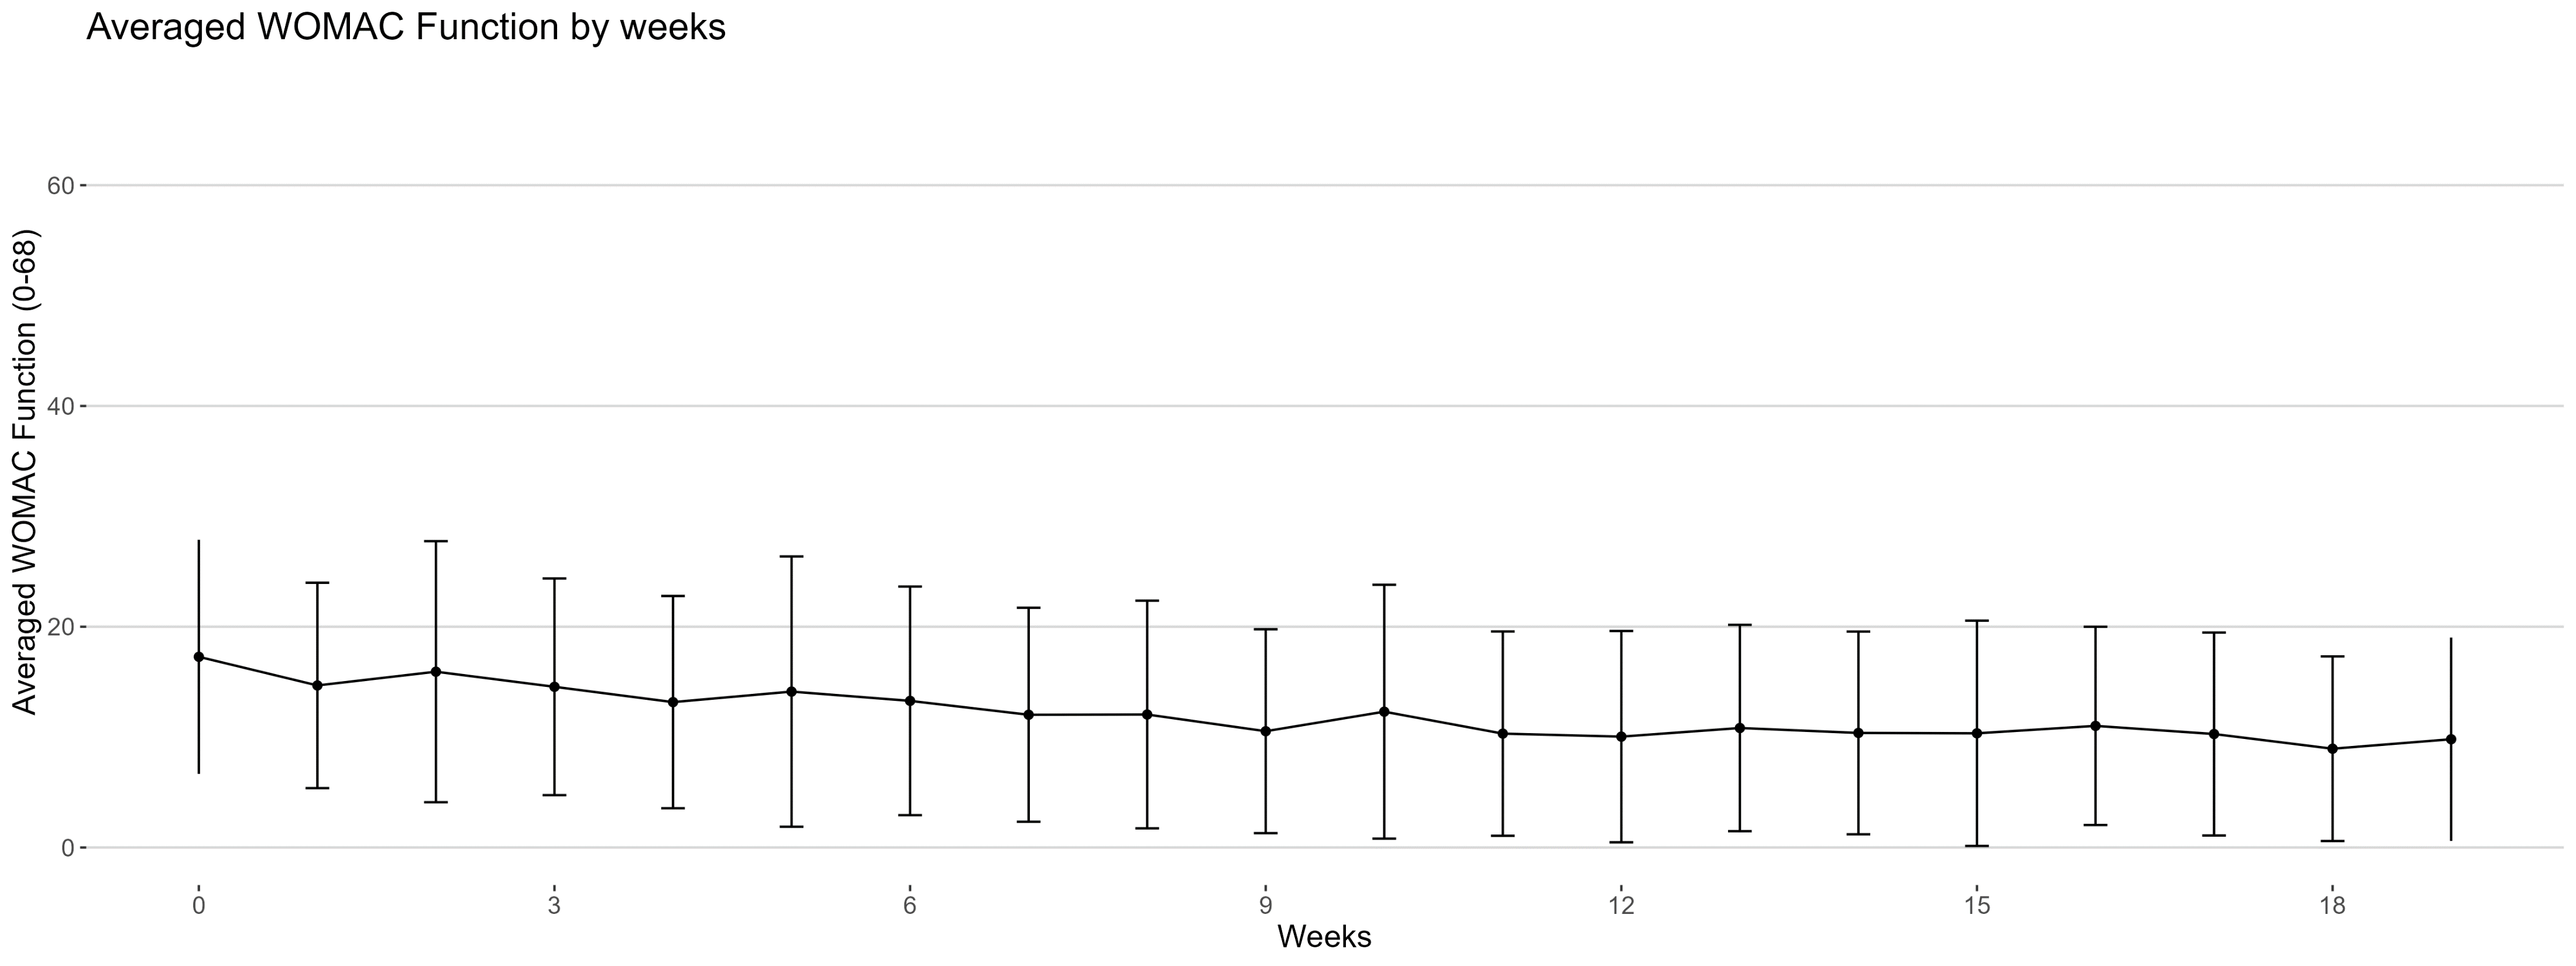 Averaged WOMAC Function by weeks
Averaged WOMAC Function (0-68)
60
40
20
0
0 3 6 9 12 15 18
Weeks